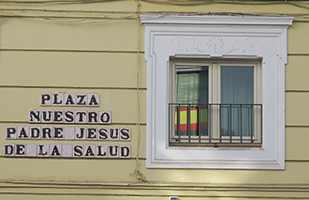 PLAZA
NUESTRO
PADRE JESUS
DE LA SALUD